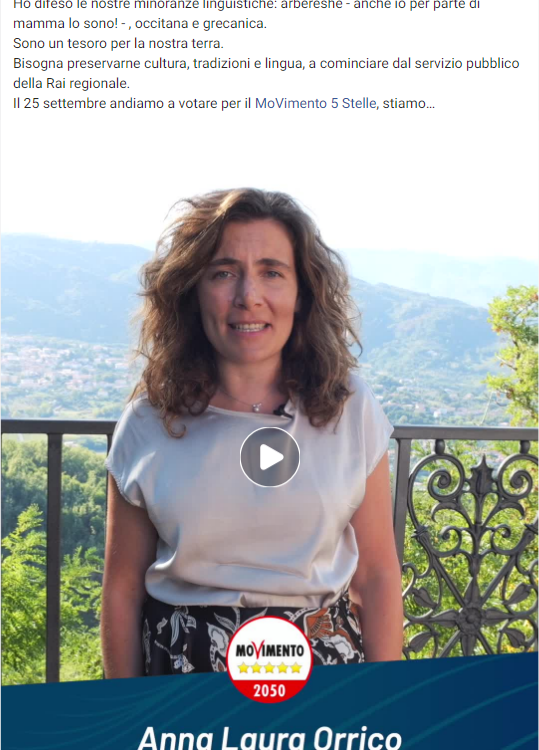 Ho difeso le nostre minoranze linguistiche: arbereshe - anche io per parte di
mamma lo sono! - , occitana e grecanica.
Sono un tesoro per la nostra terra.
Bisogna preservarne cultura, tradizioni e lingua, a cominciare dal servizio pubblico
della Rai regionale.
Il 25 settembre andiamo a votare per il MoVimento 5 Stelle, stiamo...
MOVIMENTO
2050
Anna Laura Orrico